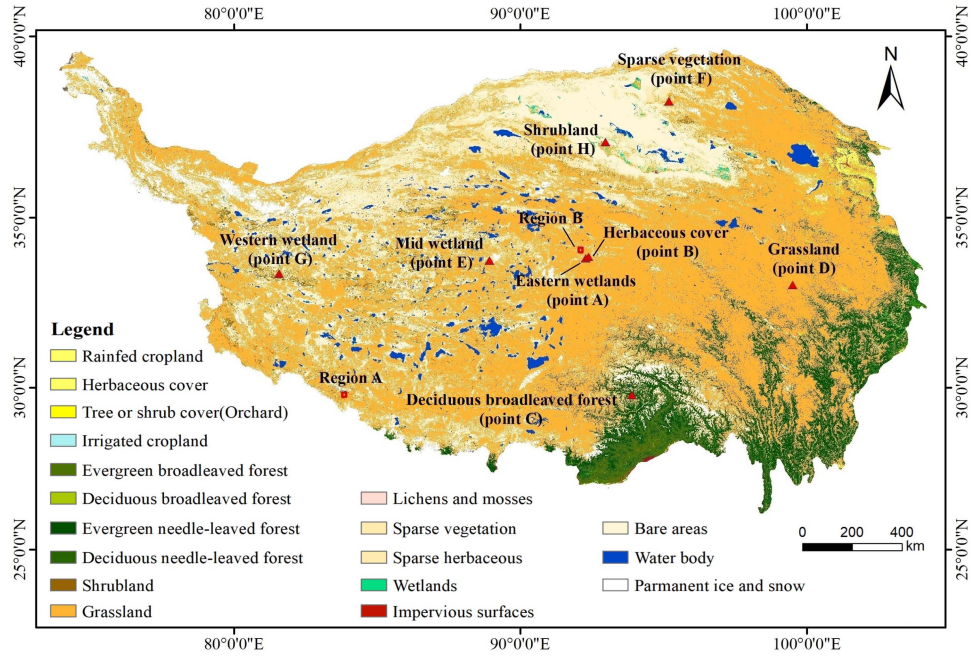 80°0'0"E
90°0'0"E
100°0'0"E
40°0'0"N
40°0'0"N
N
Sparse vegetation
(point F)
Shrubland
(point H)
35°0'0"N
35°0'0"N
Region B
Herbaceous cover
(point B)
Western wetland
(point G)
Mid wetland
(point E)
Grassland
(point D)
Eastern wetlands
(point A)
Region A
30°0'0"N
30°0'0"N
Deciduous broadleaved forest
(point C)
Legend
Rainfed cropland
Herbaceous cover
Tree or shrub cover(Orchard)
Irrigated cropland
Evergreen broadleaved forest
Deciduous broadleaved forest
Evergreen needle-leaved forest
Deciduous needle-leaved forest
Shrubland
Grassland
Lichens and mosses
Sparse vegetation
Sparse herbaceous
Wetlands
Impervious surfaces
Bare areas
Water body
Parmanent ice and snow
0 200 400
km
25°0'0"N
25°0'0"N
80°0'0"E
90°0'0"E
100°0'0"E